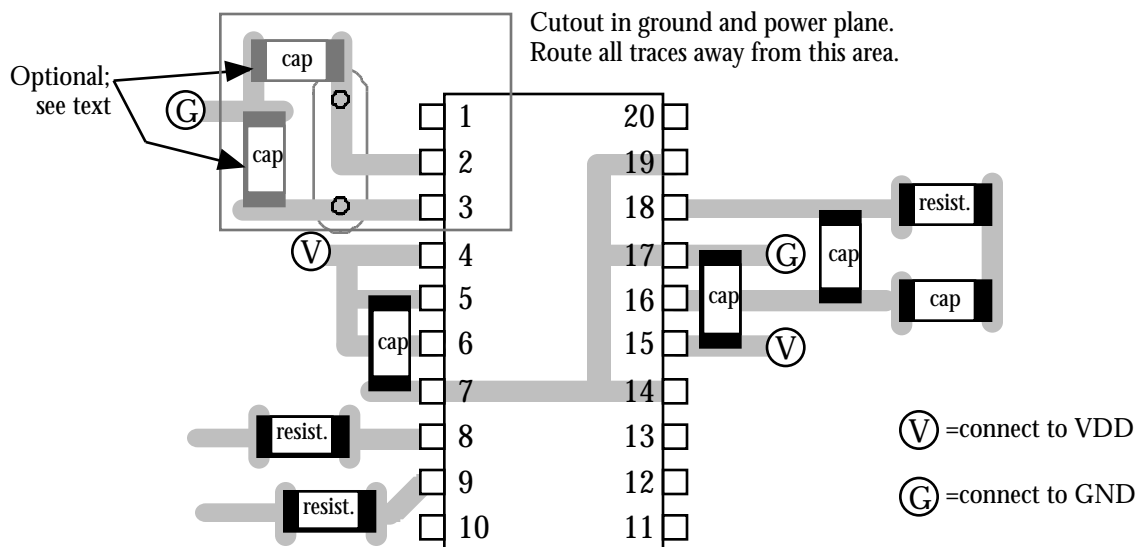 Cutout in ground and power plane.
Route all traces away from this area.
Optional;
see text
cap
G
cap
1
2
3
4
5
6
7
8
9
10
20
19
18
17
16
15
14
13
12
11
V
cap
resist.
resist.
resist.
cap
G
cap
cap
V
V =connect to VDD
G =connect to GND